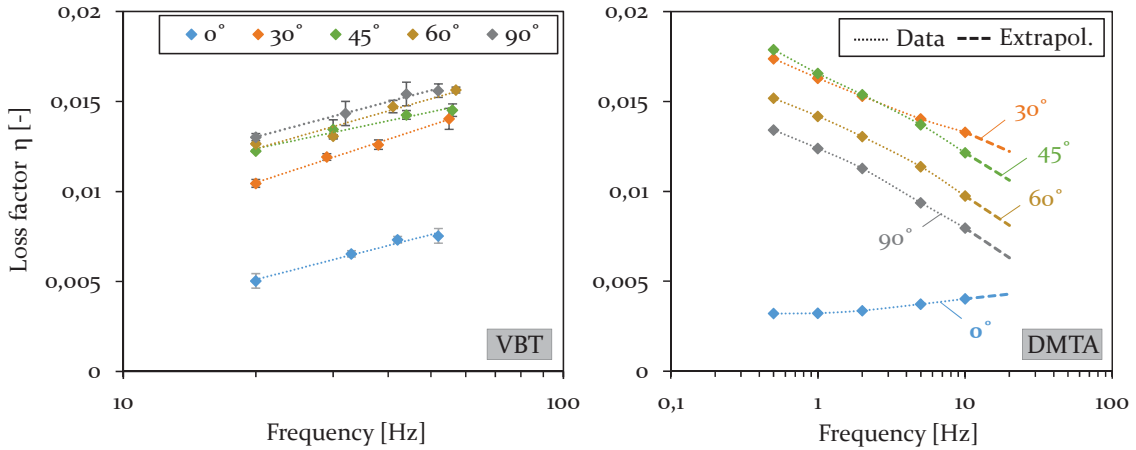 Loss factor η [-]
0,02
0,015
0,01
0,005
0
0° 30° 45° 60° 90°
VBT
10 100
Frequency [Hz]
Data Extrapol.
30°
45°
60°
90°
0°
DMTA
0,1 1 10 100
Frequency [Hz]